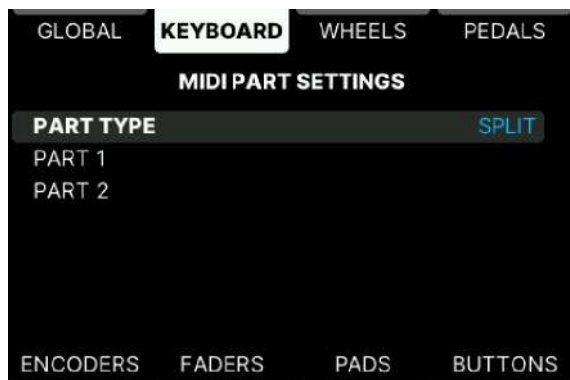 GLOBAL KEYBOARD WHEELS PEDALS
MIDI PART SETTINGS
PART TYPE SPLIT
PART 1
PART 2
ENCODERS FADERS PADS BUTTONS